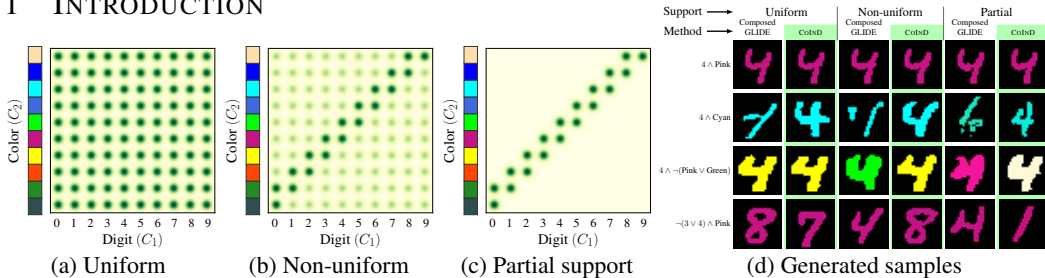 1 INTRODUCTION
Color (C2)
0 1 2 3 4 5 6 7 8 9
Digit (C1)
(a) Uniform
Color (C2)
0 1 2 3 4 5 6 7 8 9
Digit (C1)
(b) Non-uniform
Color (C2)
0 1 2 3 4 5 6 7 8 9
Digit (C1)
(c) Partial support
Support Uniform Non-uniform Partial
Method Composed GLIDE COIND Composed GLIDE COIND Composed GLIDE COIND
4 ∧ Pink
4 ∧ Cyan
4 ∧ ¬(Pink ∨ Green)
¬(3 ∨ 4) ∧ Pink
(d) Generated samples